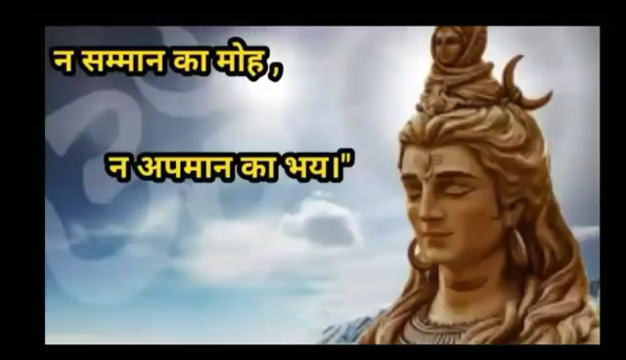 न सम्मान का मोह ,
न अपमान का भय।"